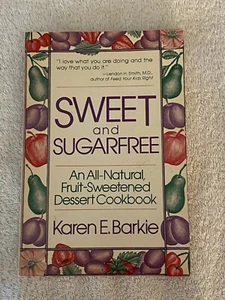 "I love what you are doing and the
way that you do it."
—Lendon H. Smith, M.D.,
author of Feed Your Kids Right
SWEET
and
SUGARFREE
An All-Natural,
Fruit-Sweetened
Dessert Cookbook
Karen E. Barkie